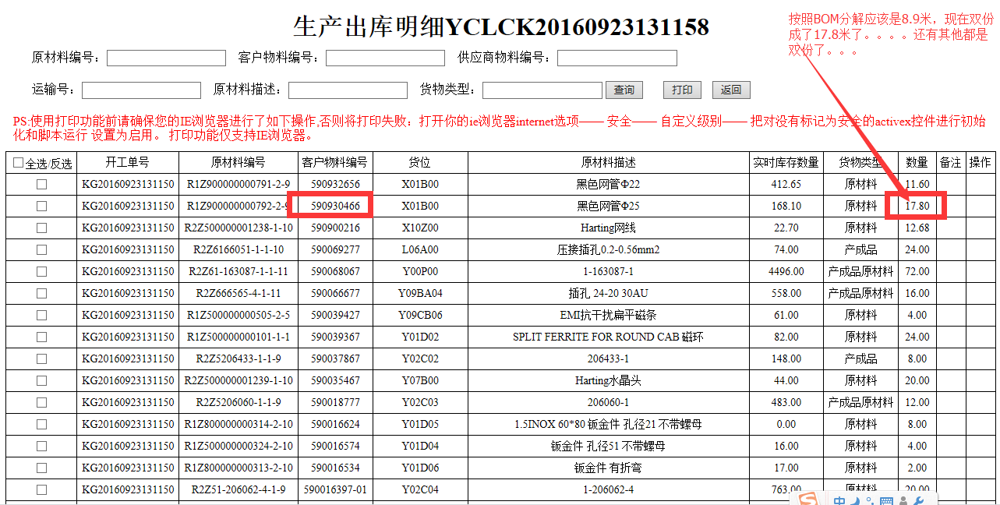 生产出库明细YCLCK20160923131158
按照BOM分解应该是8.9米，现在双份
成了17.8米了。。。。还有其他都是
双份了。。。
原材料编号： 客户物料编号： 供应商物料编号：
运输号： 原材料描述： 货物类型： 查询 打印 返回
PS:使用打印功能前请确保您的IE浏览器进行了如下操作,否则将打印失败：打开你的ie浏览器internet选项—— 安全—— 自定义级别—— 把对没有标记为安全的activex控件进行初始
化和脚本运行 设置为启用。 打印功能仅支持IE浏览器。
全选/反选 开工单号 原材料编号 客户物料编号 货位 原材料描述 实时库存数量 货物类型 数量 备注 操作
KG20160923131150 R1Z900000000791-2-9 590932656 X01B00 黑色网管Φ22 412.65 原材料 11.60
KG20160923131150 R1Z900000000792-2-9 590930466 X01B00 黑色网管Φ25 168.10 原材料 17.80
KG20160923131150 R2Z500000001238-1-10 590900216 X10Z00 Harting网线 22.70 原材料 12.68
KG20160923131150 R2Z6166051-1-1-10 590069277 L06A00 压接插孔0.2-0.56mm2 74.00 产成品 24.00
KG20160923131150 R2Z61-163087-1-1-11 590068067 Y00P00 1-163087-1 4496.00 产成品原材料 72.00
KG20160923131150 R2Z666565-4-1-11 590066677 Y09BA04 插孔 24-20 30AU 558.00 产成品原材料 16.00
KG20160923131150 R1Z500000000505-2-5 590039427 Y09CB06 EMI抗干扰扁平磁条 61.00 原材料 4.00
KG20160923131150 R1Z500000000101-1-1 590039367 Y01D02 SPLIT FERRITE FOR ROUND CAB 磁环 82.00 原材料 24.00
KG20160923131150 R2Z5206433-1-1-9 590037867 Y02C02 206433-1 148.00 产成品 8.00
KG20160923131150 R2Z500000001239-1-10 590035467 Y07B00 Harting水晶头 44.00 原材料 20.00
KG20160923131150 R2Z5206060-1-1-9 590018777 Y02C03 206060-1 483.00 产成品原材料 12.00
KG20160923131150 R1Z800000000314-2-10 590016624 Y01D05 1.5INOX 60*80 钣金件 孔径21 不带螺母 0.00 原材料 8.00
KG20160923131150 R1Z500000000324-2-10 590016574 Y01D04 钣金件 孔径51 不带螺母 16.00 原材料 4.00
KG20160923131150 R1Z800000000313-2-10 590016534 Y01D06 钣金件 有折弯 17.00 原材料 2.00
KG20160923131150 R2Z51-206062-4-1-9 590016397-01 Y02C04 1-206062-4 763.00 原材料 20.00
中